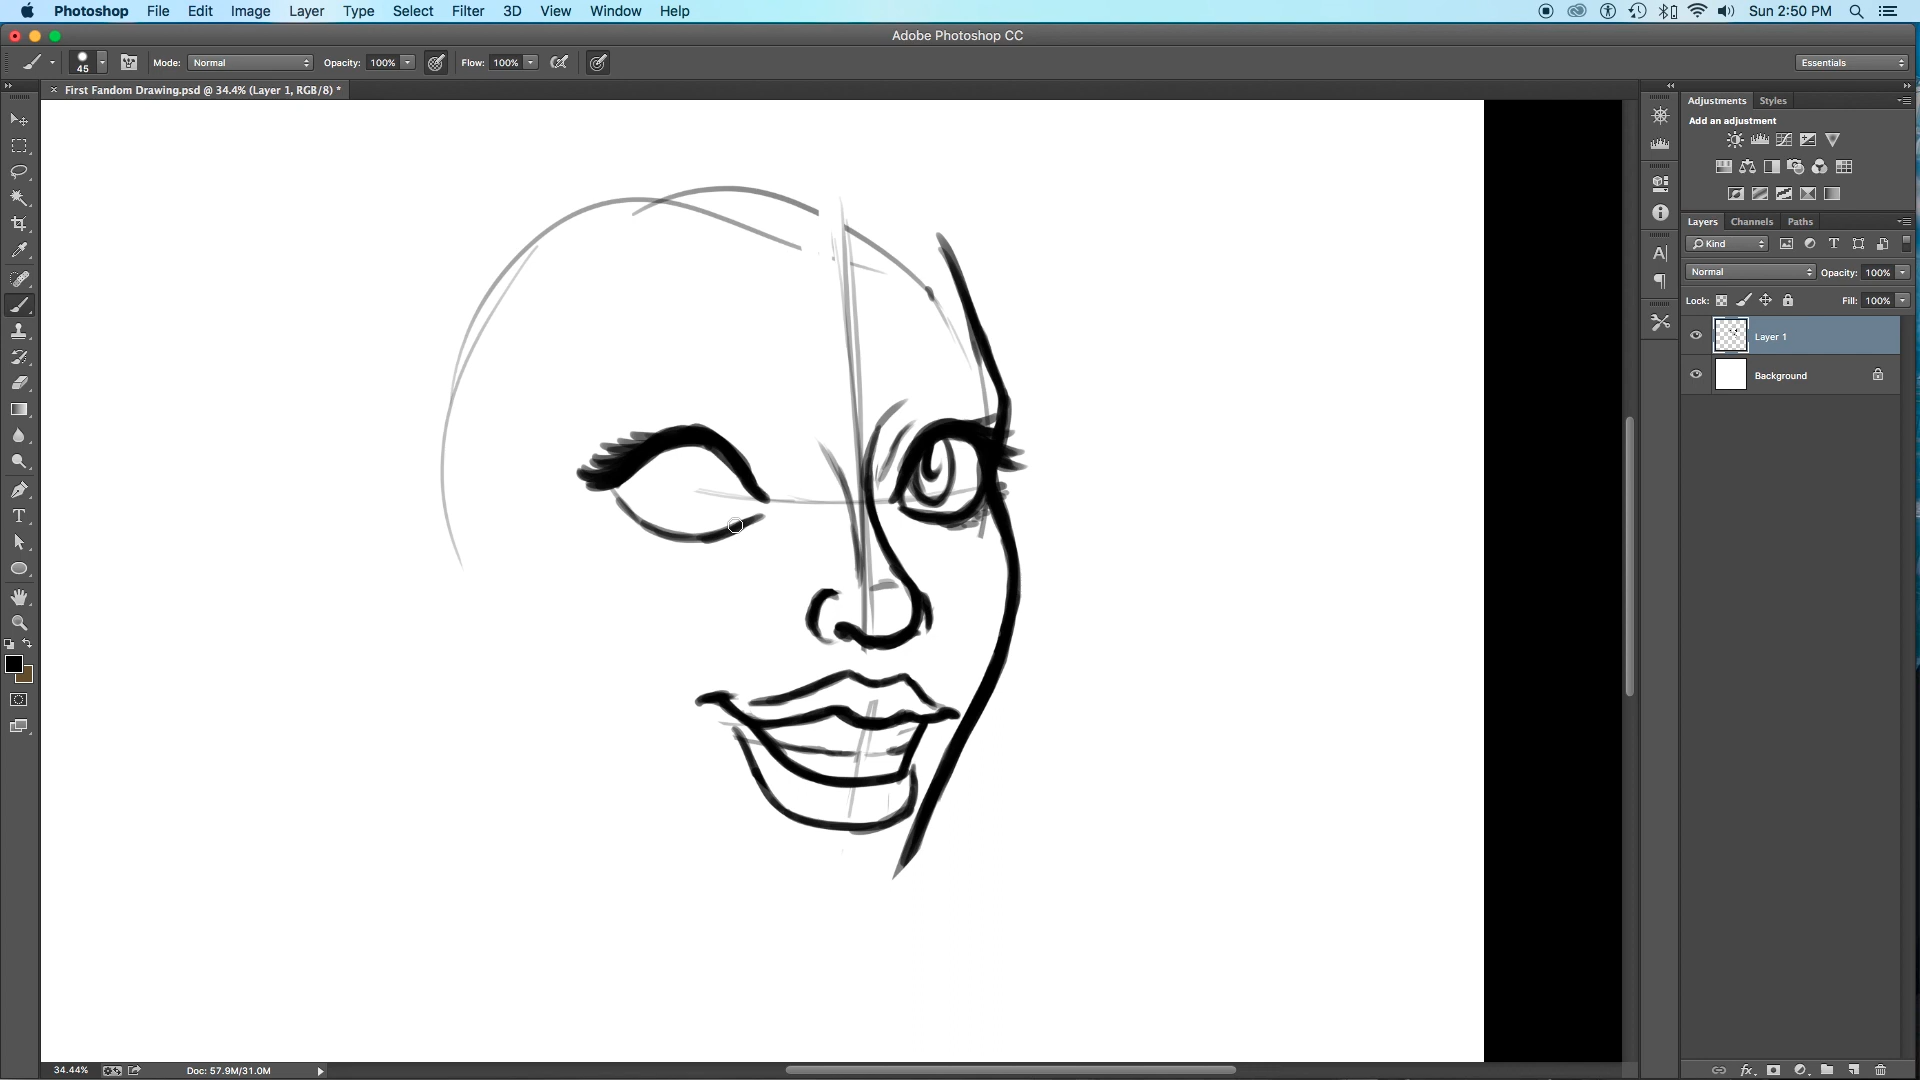 Photoshop File Edit Image Layer Type Select Filter 3D View Window Help Sun 2:50 PM
Adobe Photoshop CC
45 Mode: Normal Opacity: 100% Flow: 100% Essentials
First Fandom Drawing.psd @ 34.4% (Layer 1, RGB/8) *
Adjustments Styles
Add an adjustment
Layers Channels Paths
Kind
Normal Opacity: 100%
Lock: Fill: 100%
Layer 1
Background
34.44% Doc: 57.9M/31.0M